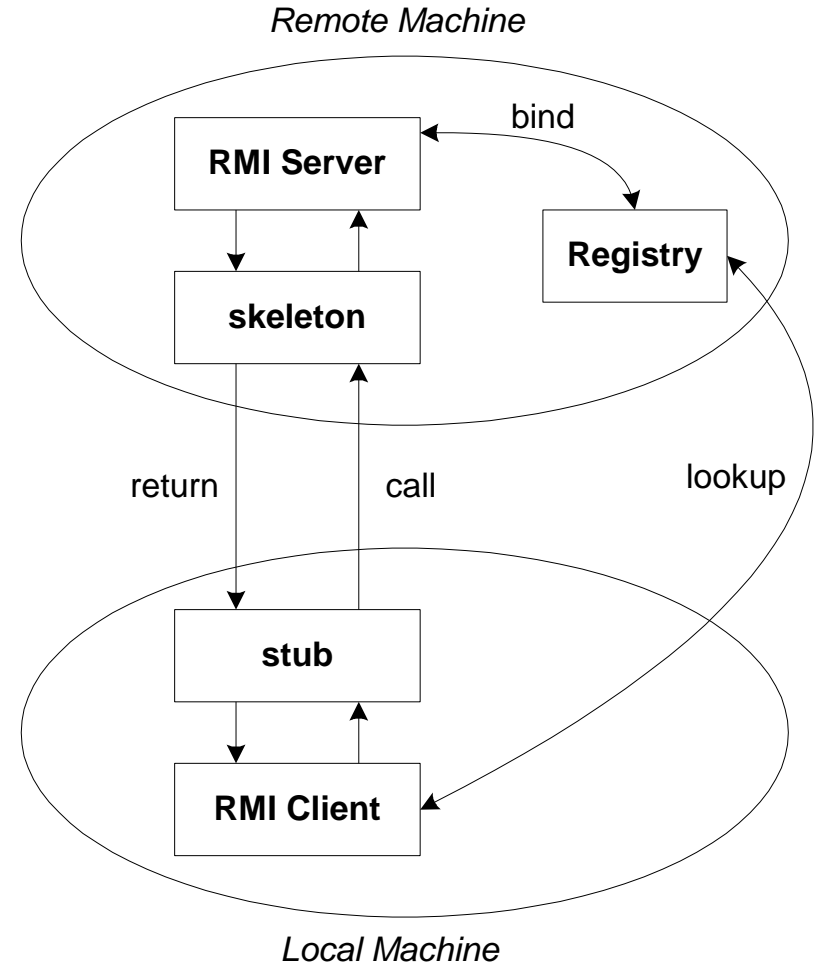 Remote Machine
bind
RMI Server
Registry
skeleton
return
call
lookup
stub
RMI Client
Local Machine